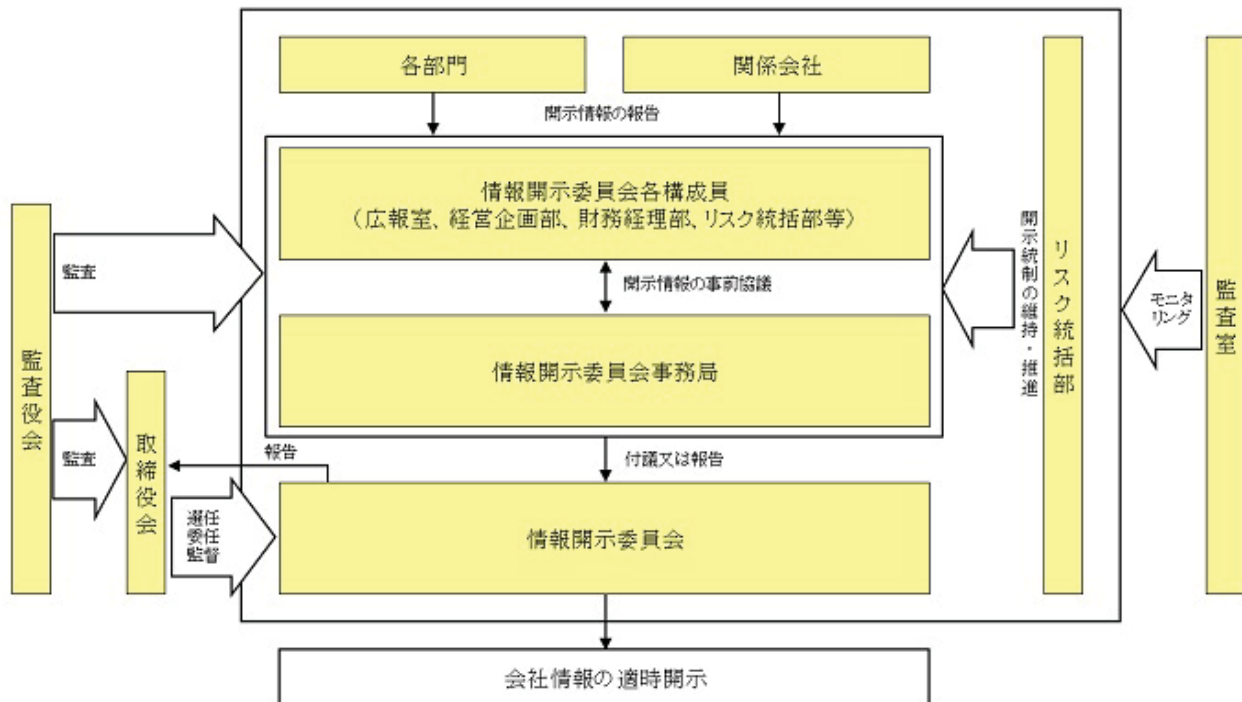 各部門
関係会社
開示情報の報告
情報開示委員会各構成員
(広報室、経営企画部、財務経理部、リスク統括部等)
開示情報の事前協議
情報開示委員会事務局
付議又は報告
報告
情報開示委員会
会社情報の適時開示
監査役会
監査
監査
取締役会
選任
委任
監督
開示統制の維持・推進
リスク統括部
モニタ
リング
監査室